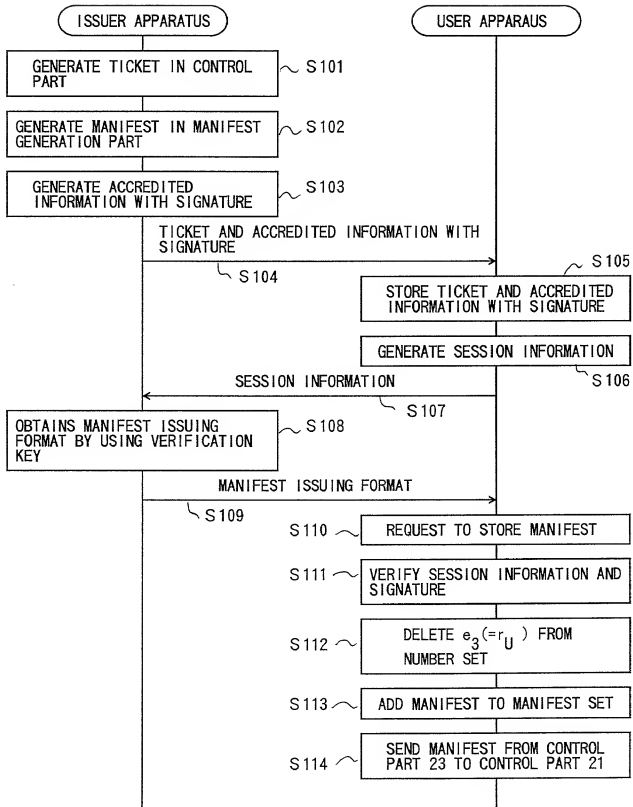 ISSUER APPARATUS
USER APPARAUS
GENERATE TICKET IN CONTROL
PART
S101
GENERATE MANIFEST IN MANIFEST
GENERATION PART
S102
GENERATE ACCREDITED
INFORMATION WITH SIGNATURE
S103
TICKET AND ACCREDITED INFORMATION WITH
SIGNATURE
S104
S105
STORE TICKET AND ACCREDITED
INFORMATION WITH SIGNATURE
GENERATE SESSION INFORMATION
S106
SESSION INFORMATION
S107
OBTAINS MANIFEST ISSUING
FORMAT BY USING VERIFICATION
KEY
S108
MANIFEST ISSUING FORMAT
S109
S110
REQUEST TO STORE MANIFEST
S111
VERIFY SESSION INFORMATION AND
SIGNATURE
S112
DELETE e3(=rU) FROM
NUMBER SET
S113
ADD MANIFEST TO MANIFEST SET
S114
SEND MANIFEST FROM CONTROL
PART 23 TO CONTROL PART 21